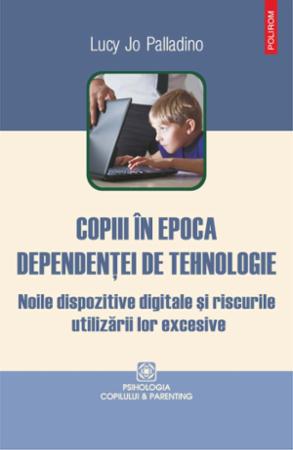 Lucy Jo Palladino
POLIROM
COPIII ÎN EPOCA
DEPENDENȚEI DE TEHNOLOGIE
Noile dispozitive digitale și riscurile
utilizării lor excesive
PSIHOLOGIA
COPILULUI & PARENTING